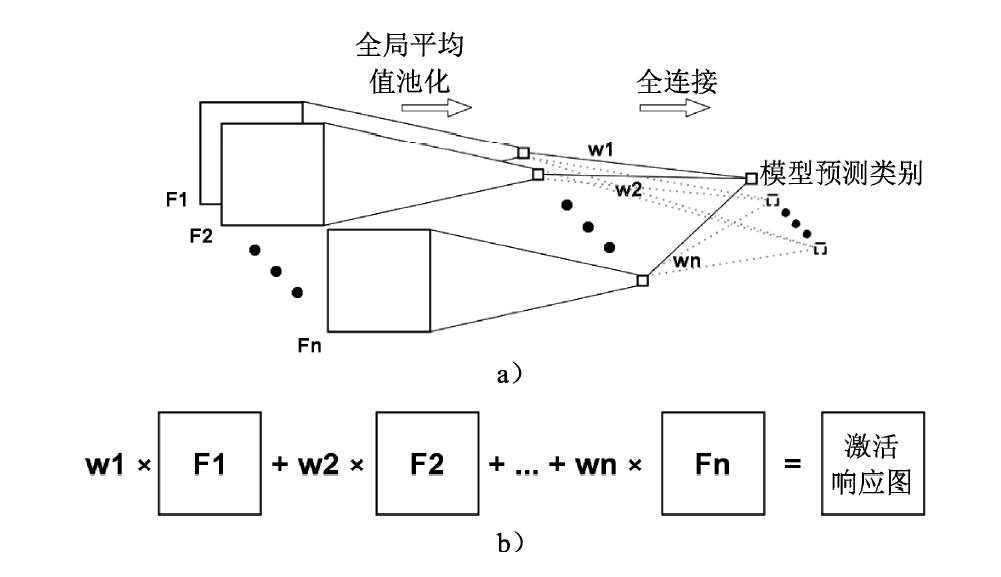 全局平均
值池化
全连接
w1
模型预测类别
w2
F1
F2
wn
Fn
a）
w1 × F1 + w2 × F2 + ... + wn × Fn = 激活
响应图
b）